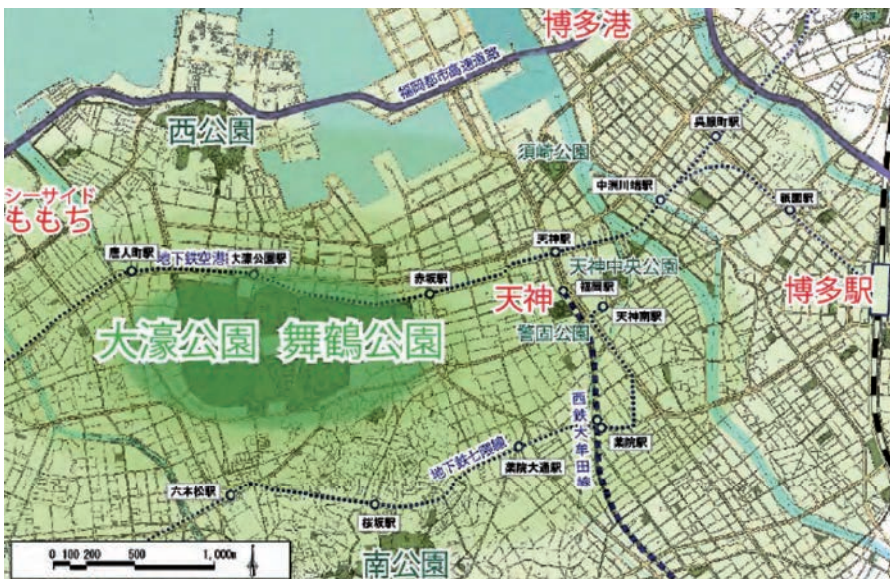 博多港
福岡都市高速道路
西公園
呉服町駅
須崎公園
シーサイド
ももち
中洲川端駅
祇園駅
唐人町駅
地下鉄空港
大濠公園駅
天神駅
赤坂駅
天神中央公園
福岡駅
天神
博多駅
天神南駅
警固公園
大濠公園 舞鶴公園
西鉄大牟田線
薬院駅
地下鉄七隈線
薬院大通駅
六本松駅
桜坂駅
南公園
0 100 200 500 1,000m